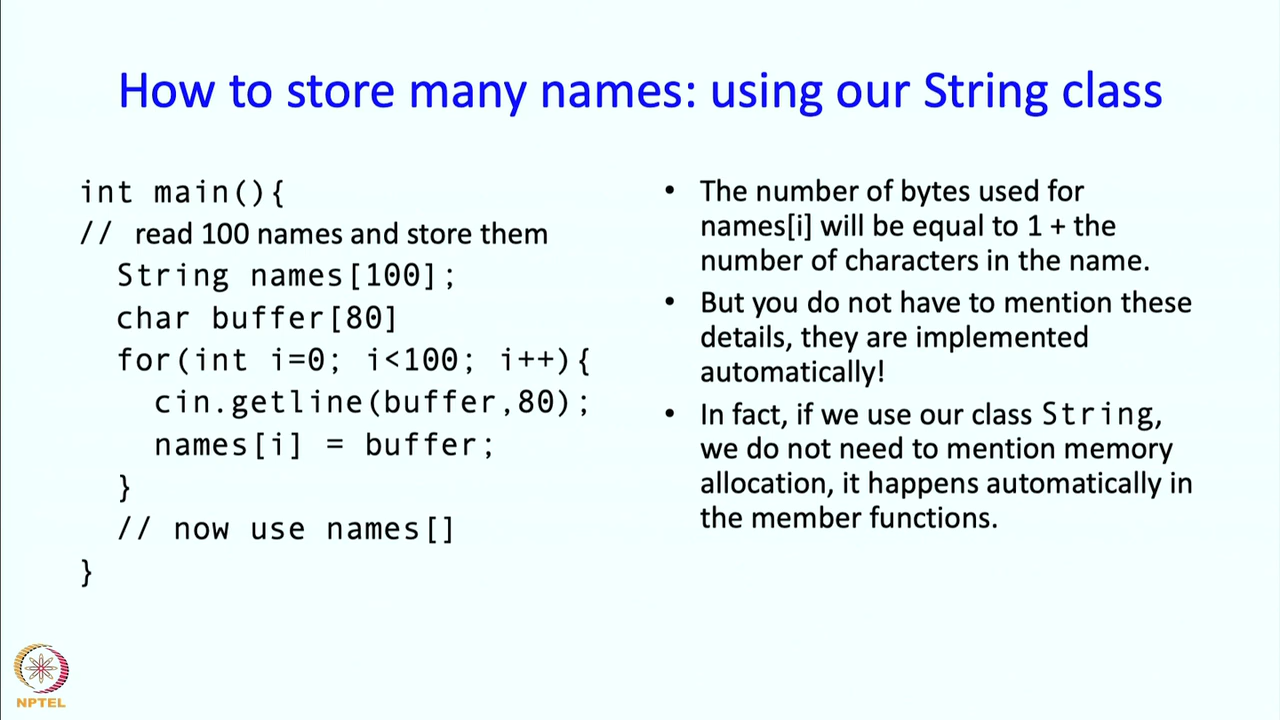 How to store many names: using our String class
int main(){
// read 100 names and store them
String names[100];
char buffer[80]
for(int i=0; i<100; i++){
cin.getline(buffer,80);
names[i] = buffer;
}
// now use names[]
}
• The number of bytes used for
names[i] will be equal to 1 + the
number of characters in the name.
• But you do not have to mention these
details, they are implemented
automatically!
• In fact, if we use our class String,
we do not need to mention memory
allocation, it happens automatically in
the member functions.
NPTEL